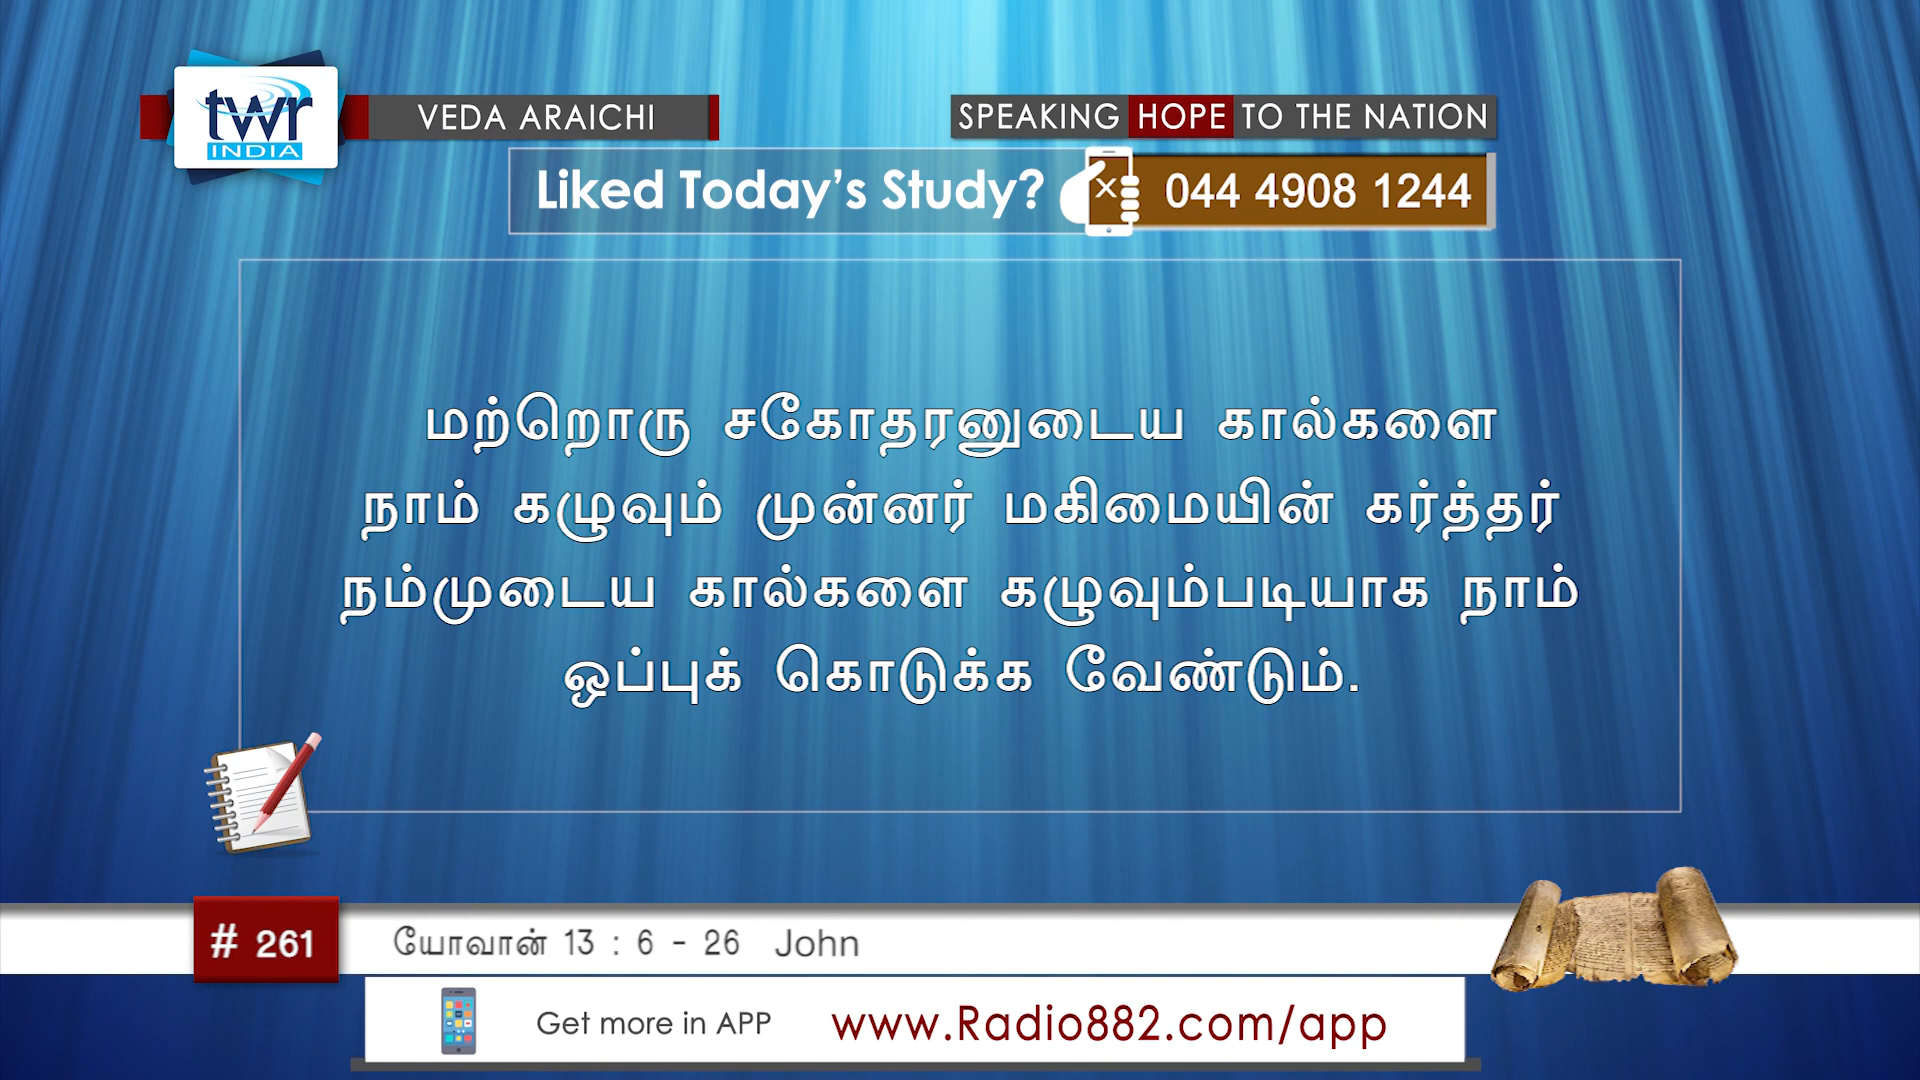 twr
INDIA
VEDA ARAICHI
SPEAKING HOPE TO THE NATION
Liked Today's Study? 044 4908 1244
மற்றொரு சகோதரனுடைய கால்களை
நாம் கழுவும் முன்னர் மகிமையின் கர்த்தர்
நம்முடைய கால்களை கழுவும்படியாக நாம்
ஒப்புக் கொடுக்க வேண்டும்.
# 261 யோவான் 13 : 6 - 26 John
Get more in APP www.Radio882.com/app